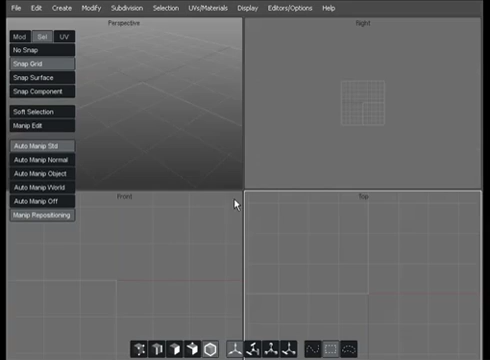 File Edit Create Modify Subdivision Selection UVs/Materials Display Editors/Options Help
Perspective
Right
Mod Sel UV
No Snap
Snap Grid
Snap Surface
Snap Component
Soft Selection
Manip Edit
Auto Manip Std
Auto Manip Normal
Auto Manip Object
Auto Manip World
Auto Manip Off
Manip Repositioning
Front
Top